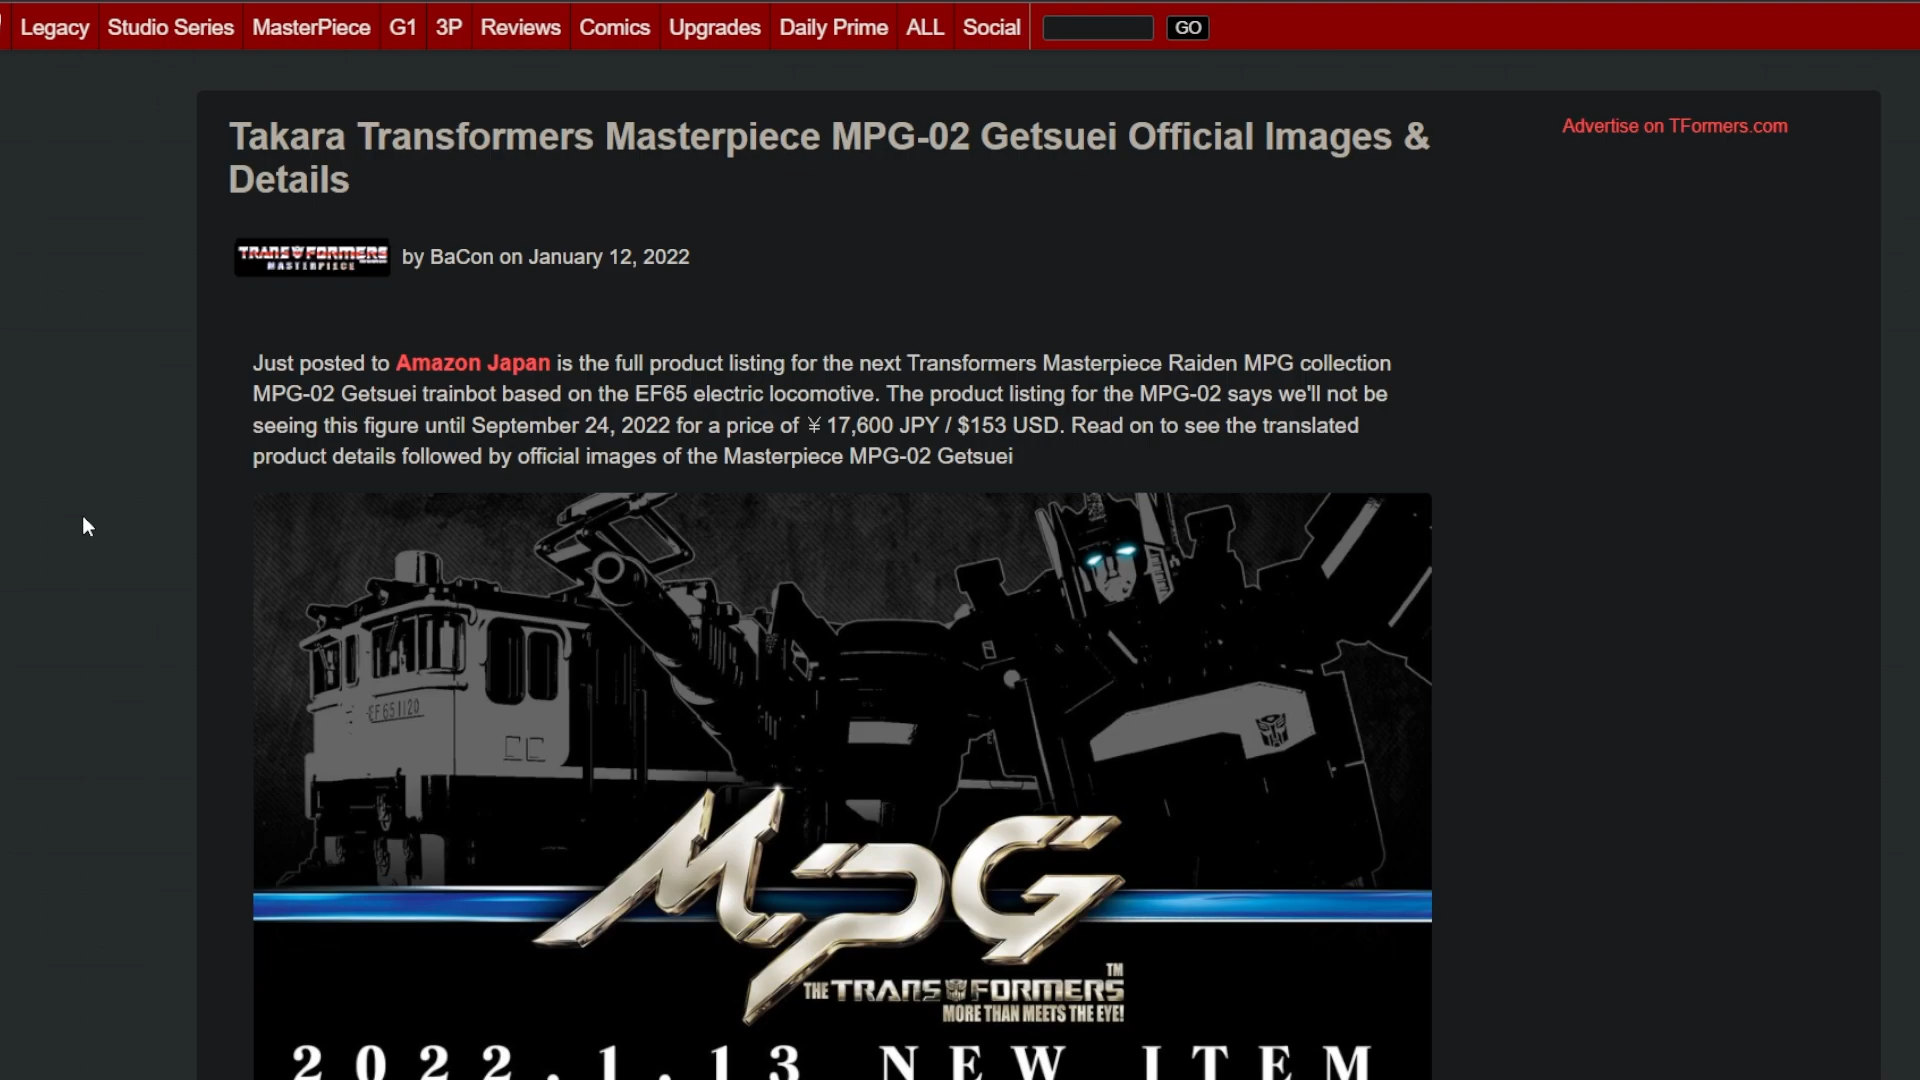 Legacy Studio Series MasterPiece G1 3P Reviews Comics Upgrades Daily Prime ALL Social GO
Takara Transformers Masterpiece MPG-02 Getsuei Official Images &
Details
Advertise on TFormers.com
TRANSFORMERS
MASTERPIECE
by BaCon on January 12, 2022
Just posted to Amazon Japan is the full product listing for the next Transformers Masterpiece Raiden MPG collection
MPG-02 Getsuei trainbot based on the EF65 electric locomotive. The product listing for the MPG-02 says we'll not be
seeing this figure until September 24, 2022 for a price of ¥17,600 JPY / $153 USD. Read on to see the translated
product details followed by official images of the Masterpiece MPG-02 Getsuei
EF65 1120
MPG
THE TRANSFORMERS TM
MORE THAN MEETS THE EYE!
2022.1.13 NEW ITEM